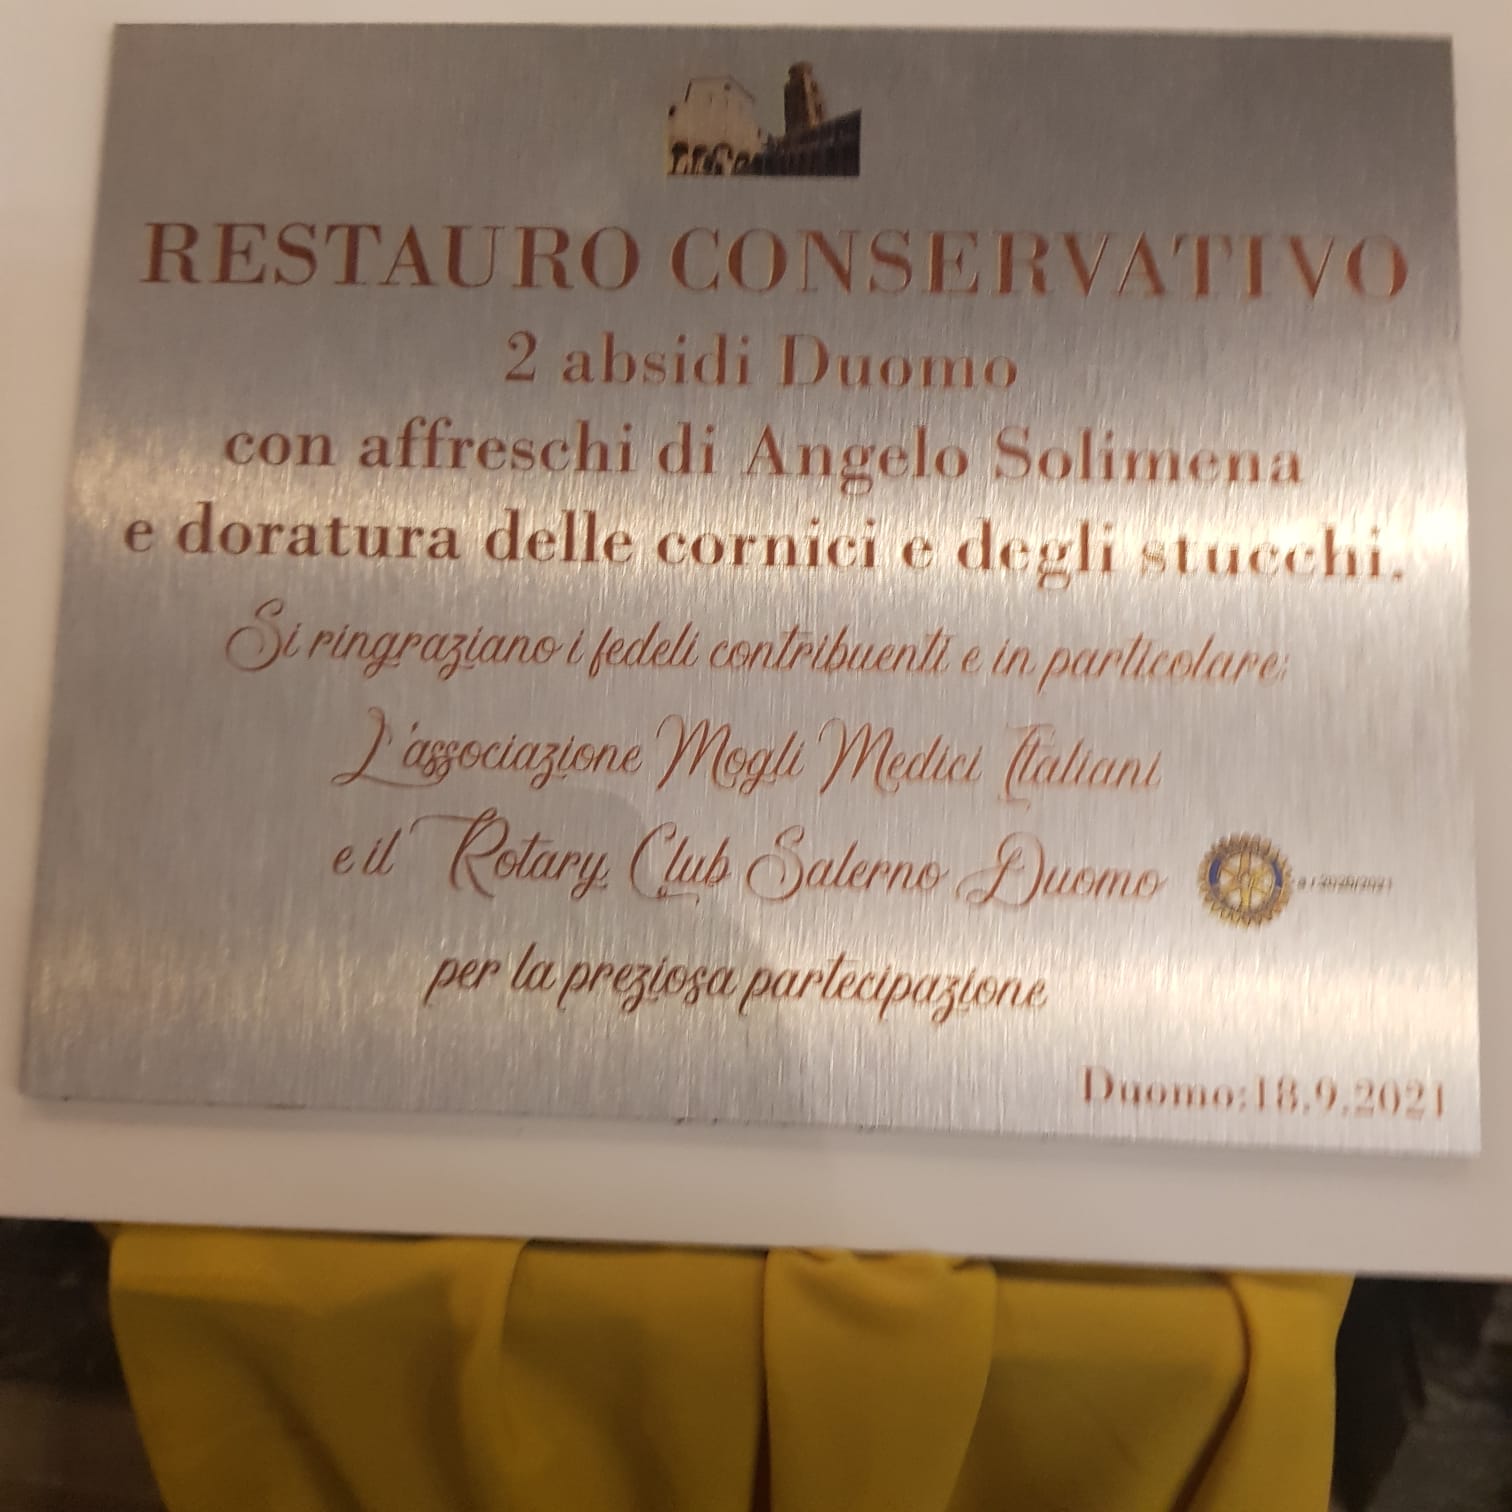 RESTAURO CONSERVATIVO
2 absidi Duomo
con affreschi di Angelo Solimena
e doratura delle cornici e degli stucchi.
Si ringraziano i fedeli contribuenti e in particolare:
L'associazione Mogli Medici Italiani
e il Rotary Club Salerno Duomo a.r 2020/2021
per la preziosa partecipazione
Duomo:18.9.2021